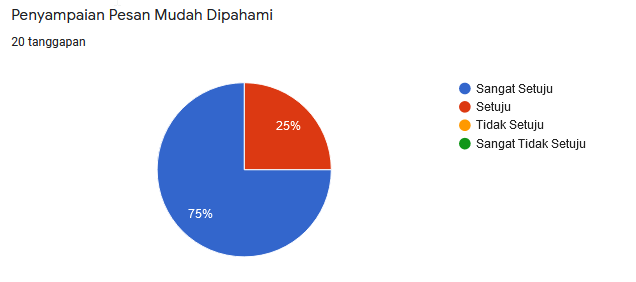 Penyampaian Pesan Mudah Dipahami
20 tanggapan
25%
75%
Sangat Setuju
Setuju
Tidak Setuju
Sangat Tidak Setuju